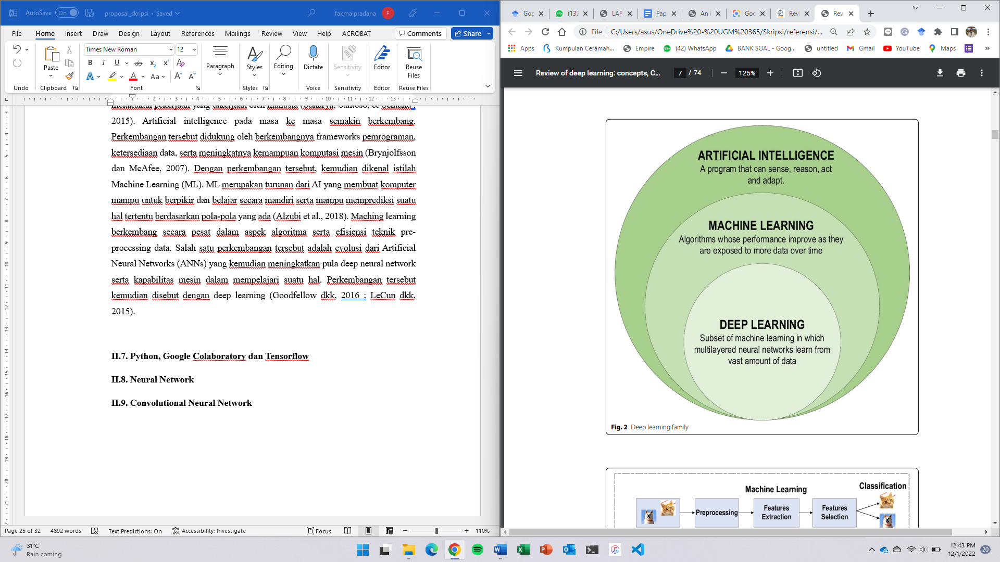 AutoSave On proposal_skripsi • Saved fakmalpradana F
File Home Insert Draw Design Layout References Mailings Review View Help ACROBAT Comments Share
Times New Roman 12
Paste Paragraph Styles Editing Dictate Sensitivity Editor Reuse Files
Undo Clipboard Font Styles Voice Sensitivity Editor Reuse Files
melakukan pekerjaan yang dikerjaan oleh manusia (Suharya, Santoso, &
2015). Artificial intelligence pada masa ke masa semakin berkembang.
Perkembangan tersebut didukung oleh berkembangnya frameworks pemrograman,
ketersediaan data, serta meningkatnya kemampuan komputasi mesin (Brynjolfsson
dan McAfee, 2007). Dengan perkembangan tersebut, kemudian dikenal istilah
Machine Learning (ML). ML merupakan turunan dari AI yang membuat komputer
mampu untuk berpikir dan belajar secara mandiri serta mampu memprediksi suatu
hal tertentu berdasarkan pola-pola yang ada (Alzubi et al., 2018). Maching learning
berkembang secara pesat dalam aspek algoritma serta efisiensi teknik pre-
processing data. Salah satu perkembangan tersebut adalah evolusi dari Artificial
Neural Networks (ANNs) yang kemudian meningkatkan pula deep neural network
serta kapabilitas mesin dalam mempelajari suatu hal. Perkembangan tersebut
kemudian disebut dengan deep learning (Goodfellow dkk, 2016 ; LeCun dkk,
2015).
II.7. Python, Google Colaboratory dan Tensorflow
II.8. Neural Network
II.9. Convolutional Neural Network
Page 25 of 32 4892 words Text Predictions: On Accessibility: Investigate Focus 110%
Goo (132 LAP Pap An i Goo Revi Revi
File C:/Users/asus/OneDrive%20-%20UGM%20365/Skripsi/referensi/...
Apps Kumpulan Ceramah... Empire (42) WhatsApp BANK SOAL - Goog... untitled Gmail YouTube Maps
Review of deep learning: concepts, C... 7 / 74 125%
ARTIFICIAL INTELLIGENCE
A program that can sense, reason, act
and adapt.
MACHINE LEARNING
Algorithms whose performance improve as they
are exposed to more data over time
DEEP LEARNING
Subset of machine learning in which
multilayered neural networks learn from
vast amount of data
Fig. 2 Deep learning family
Machine Learning Classification
Preprocessing Features Extraction Features Selection
31°C
Rain coming
12:43 PM
12/1/2022
20